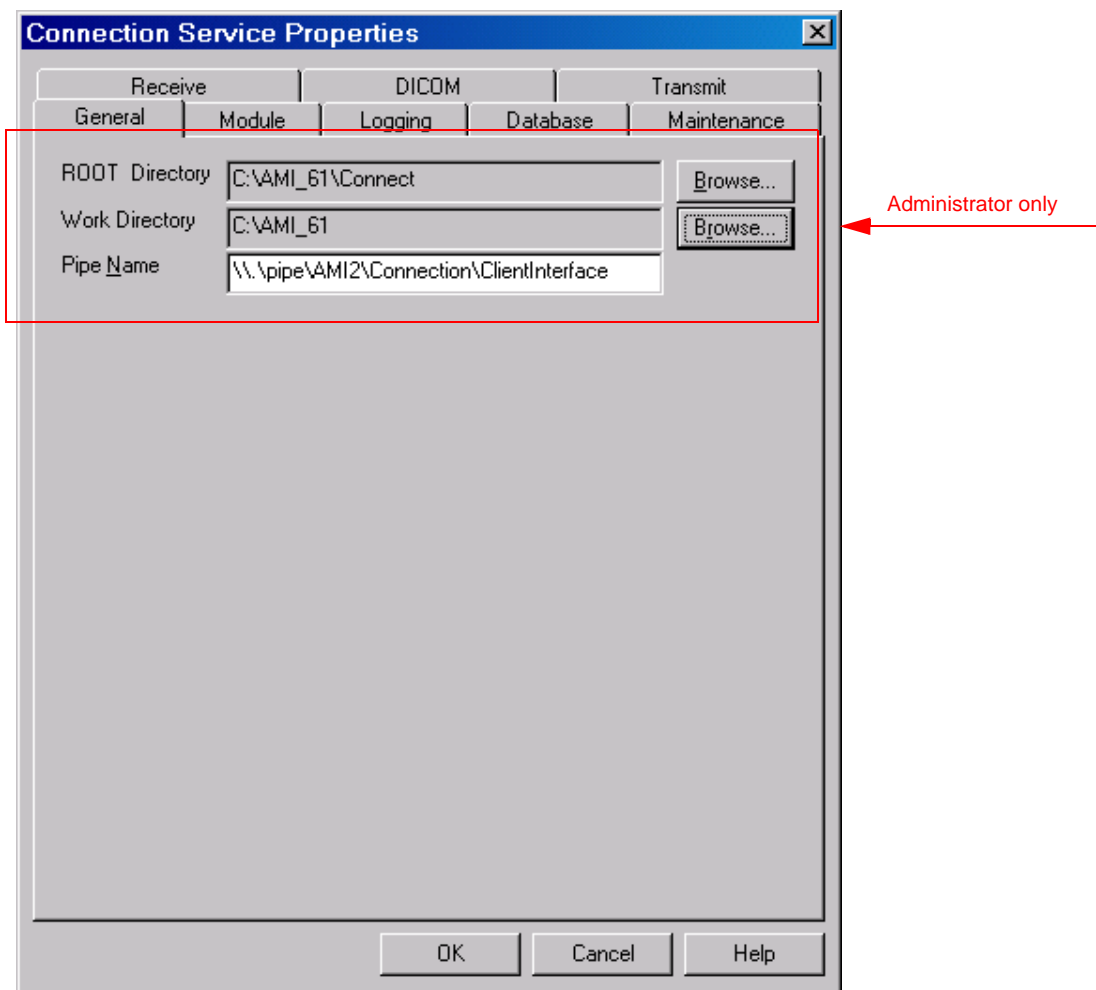 Connection Service Properties
Receive DICOM Transmit
General Module Logging Database Maintenance
ROOT Directory C:\AMI_61\Connect Browse...
Administrator only
Work Directory C:\AMI_61 Browse...
Pipe Name \\.\pipe\AMI2\Connection\ClientInterface
OK Cancel Help